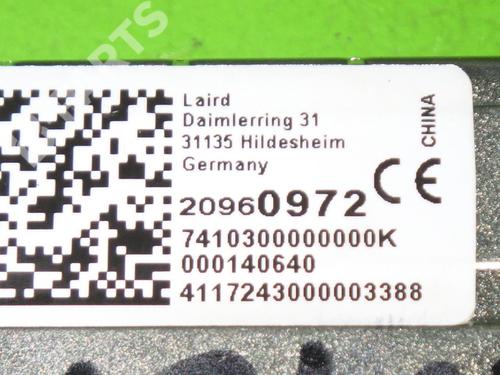 Laird
Daimlerring 31
31135 Hildesheim
Germany
CE
CHINA
20960972
7410300000000K
000140640
4117243000003388